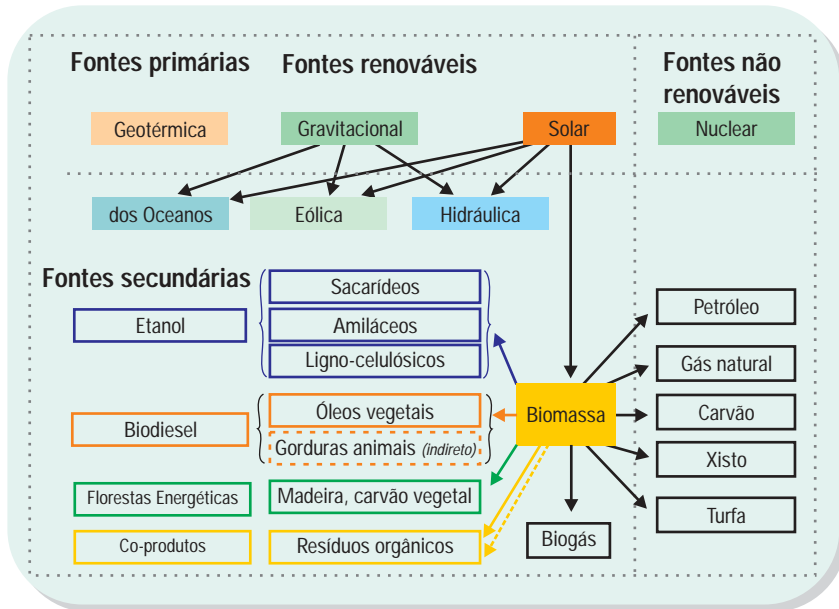 Fontes primárias
Fontes renováveis
Fontes não
renováveis
Geotérmica
Gravitacional
Solar
Nuclear
dos Oceanos
Eólica
Hidráulica
Fontes secundárias
Etanol
Sacarídeos
Amiláceos
Ligno-celulósicos
Biodiesel
Óleos vegetais
Gorduras animais (indireto)
Florestas Energéticas
Madeira, carvão vegetal
Co-produtos
Resíduos orgânicos
Biomassa
Biogás
Petróleo
Gás natural
Carvão
Xisto
Turfa